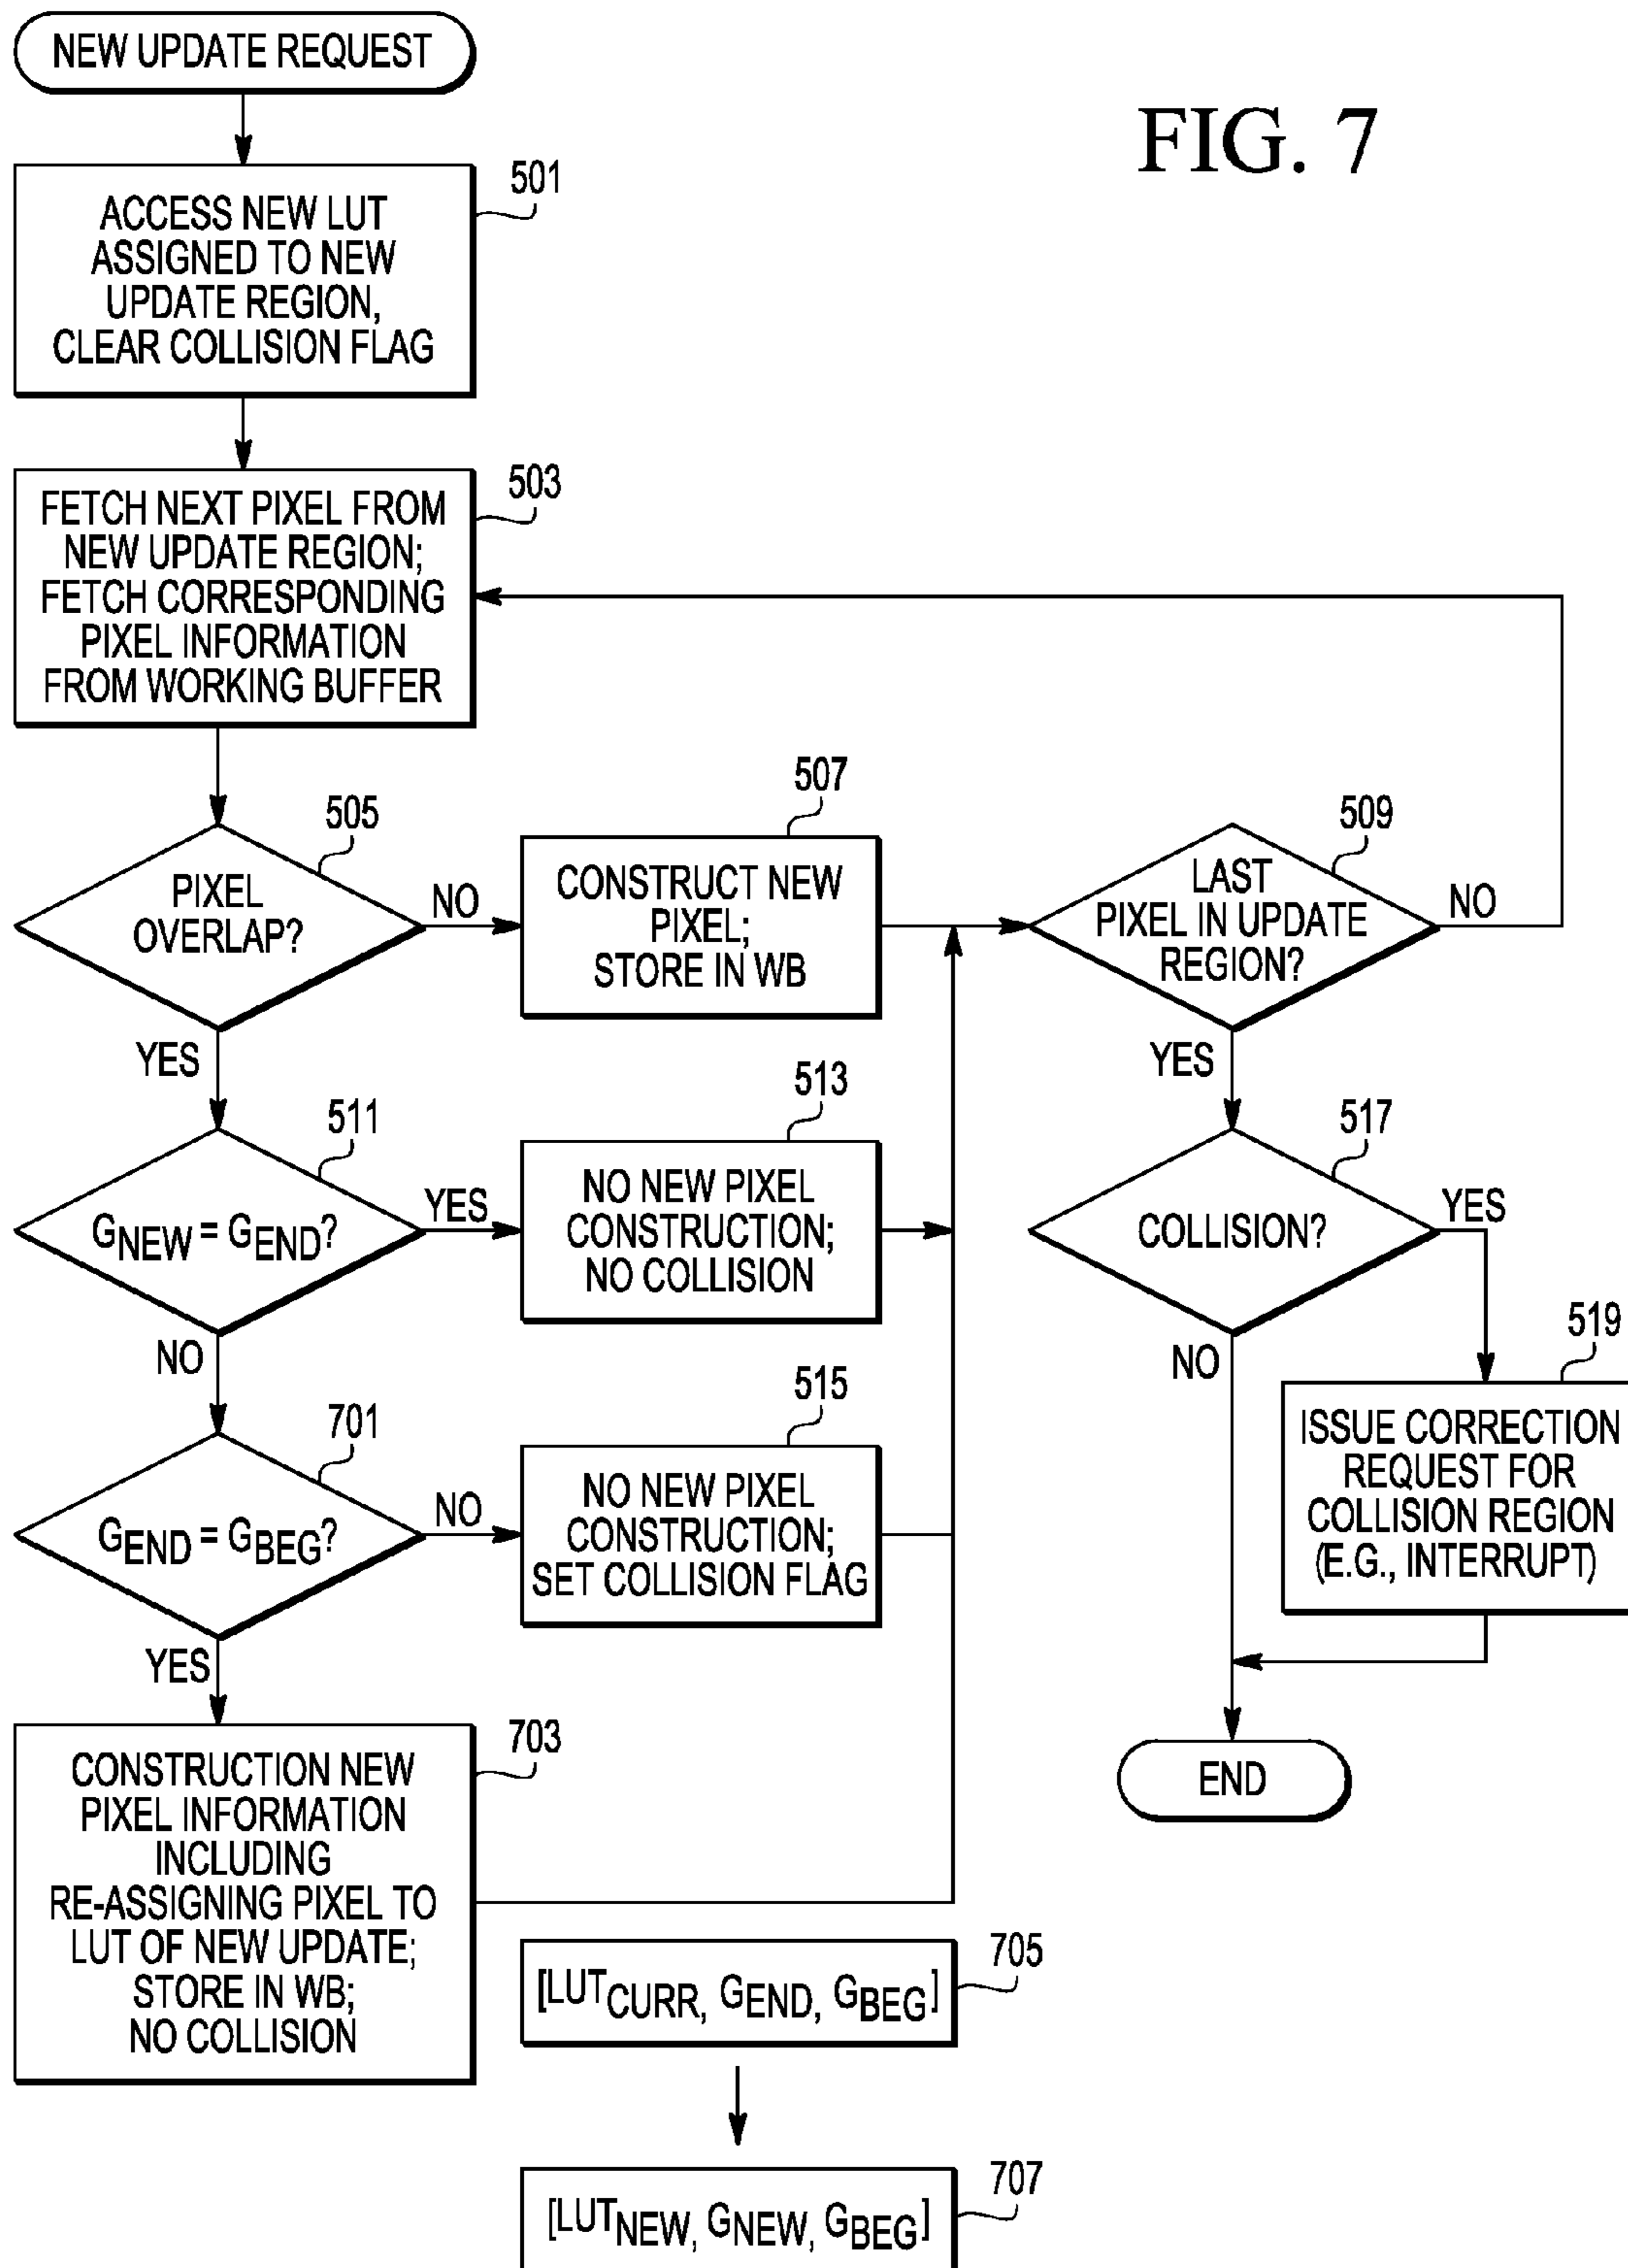 FIG. 7
NEW UPDATE REQUEST
501
ACCESS NEW LUT
ASSIGNED TO NEW
UPDATE REGION,
CLEAR COLLISION FLAG
503
FETCH NEXT PIXEL FROM
NEW UPDATE REGION;
FETCH CORRESPONDING
PIXEL INFORMATION
FROM WORKING BUFFER
505
PIXEL
OVERLAP?
NO
YES
507
CONSTRUCT NEW
PIXEL;
STORE IN WB
509
LAST
PIXEL IN UPDATE
REGION?
NO
YES
511
GNEW = GEND?
YES
NO
513
NO NEW PIXEL
CONSTRUCTION;
NO COLLISION
517
COLLISION?
YES
NO
701
GEND = GBEG?
NO
YES
515
NO NEW PIXEL
CONSTRUCTION;
SET COLLISION FLAG
519
ISSUE CORRECTION
REQUEST FOR
COLLISION REGION
(E.G., INTERRUPT)
703
CONSTRUCTION NEW
PIXEL INFORMATION
INCLUDING
RE-ASSIGNING PIXEL TO
LUT OF NEW UPDATE;
STORE IN WB;
NO COLLISION
END
705
[LUTCURR, GEND, GBEG]
707
[LUTNEW, GNEW, GBEG]